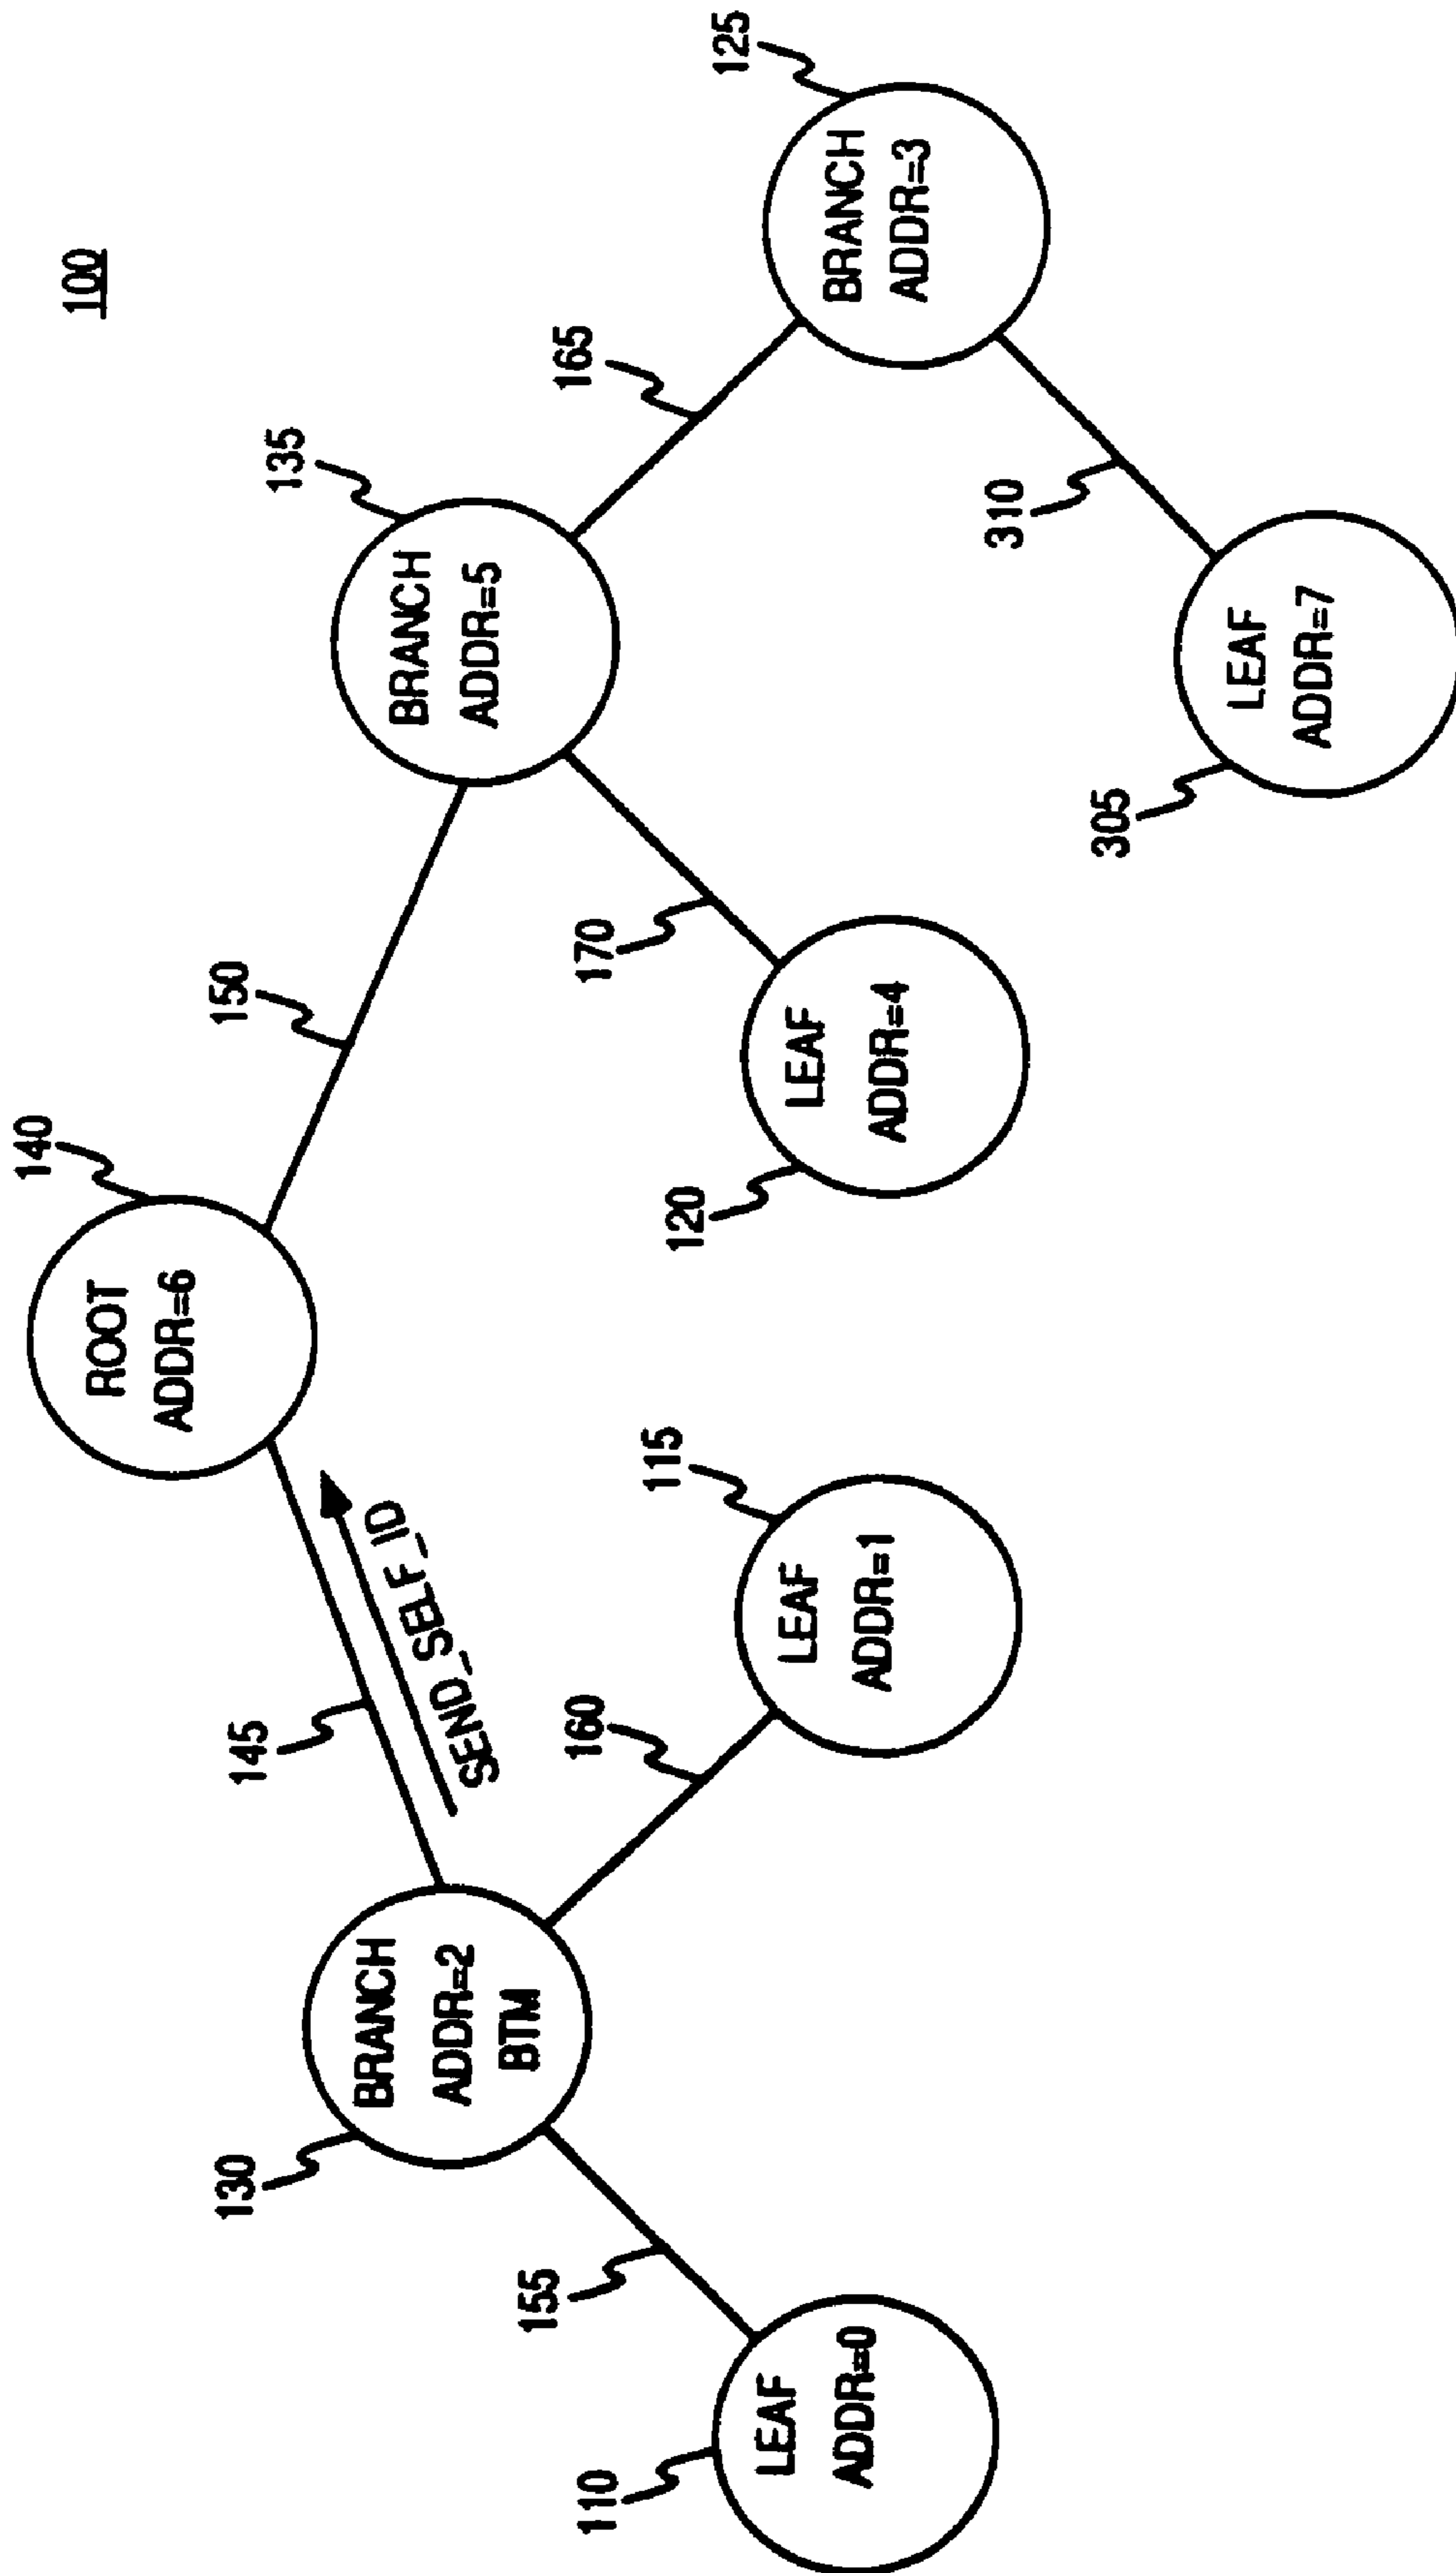 100
140
ROOT
ADDR=6
145
SEND_SELF_ID
150
130
BRANCH
ADDR=2
BTM
135
BRANCH
ADDR=5
155
160
170
165
110
LEAF
ADDR=0
115
LEAF
ADDR=1
120
LEAF
ADDR=4
125
BRANCH
ADDR=3
310
305
LEAF
ADDR=7